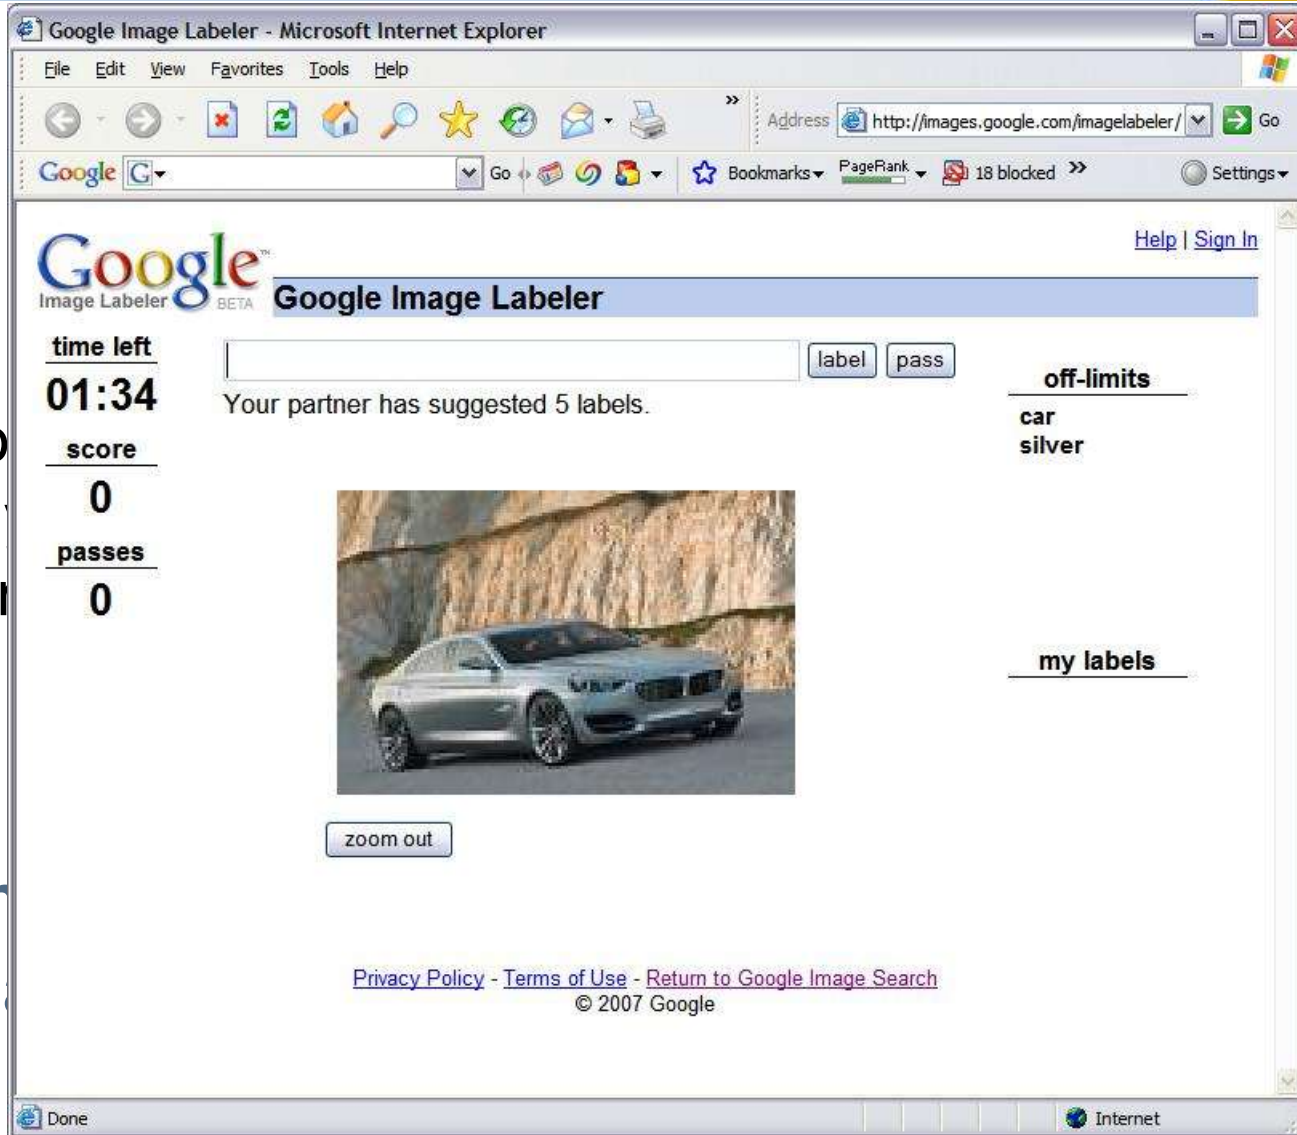 Google Image Labeler - Microsoft Internet Explorer
File Edit View Favorites Tools Help
» Address http://images.google.com/imagelabeler/ Go
Google G Go Bookmarks PageRank 18 blocked » Settings
Help | Sign In
Google™
Image Labeler BETA
Google Image Labeler
time left
01:34
score
0
passes
0
label pass
Your partner has suggested 5 labels.
off-limits
car
silver
my labels
zoom out
Privacy Policy - Terms of Use - Return to Google Image Search
© 2007 Google
Done Internet